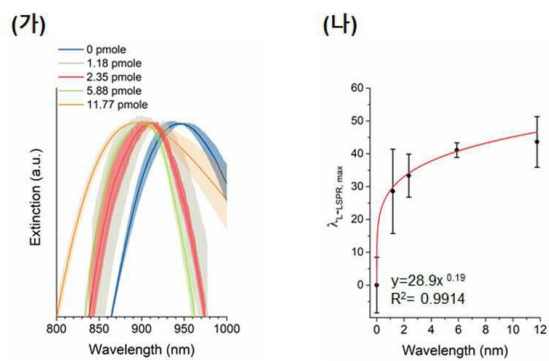 (가)
0 pmole
1.18 pmole
2.35 pmole
5.88 pmole
11.77 pmole
Extinction (a.u.)
800 850 900 950 1000
Wavelength (nm)
(나)
60
50
40
30
20
10
0
λL-LSPR, max
y=28.9x^0.19
R²= 0.9914
0 2 4 6 8 10 12
Wavelength (nm)